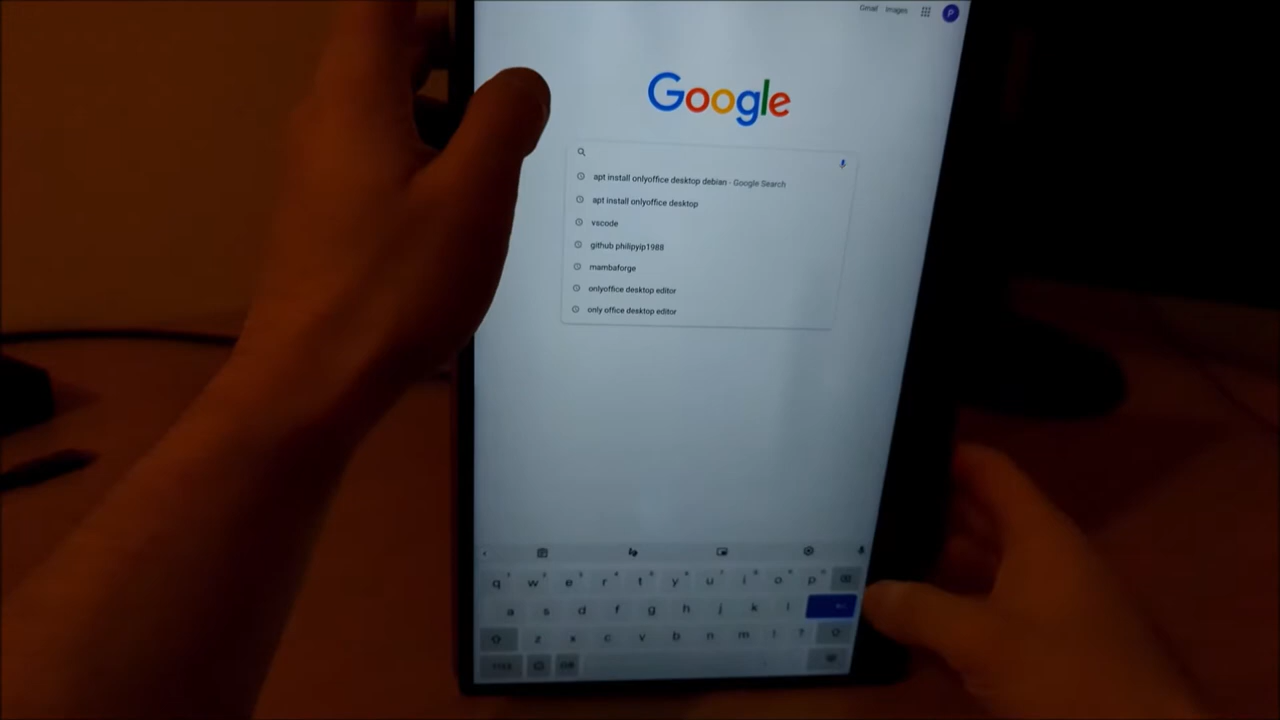 Gmail Images
P
Google
apt install onlyoffice desktop debian - Google Search
apt install onlyoffice desktop
vscode
github philipyip1988
mambaforge
onlyoffice desktop editor
only office desktop editor
q w e r t y u i o p
a s d f g h j k l
z x c v b n m ! ?